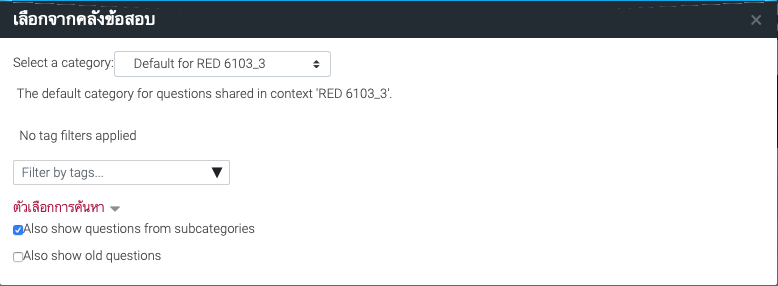 เลือกจากคลังข้อสอบ ×
Select a category: Default for RED 6103_3
The default category for questions shared in context 'RED 6103_3'.
No tag filters applied
Filter by tags... ▼
ตัวเลือกการค้นหา
Also show questions from subcategories
Also show old questions